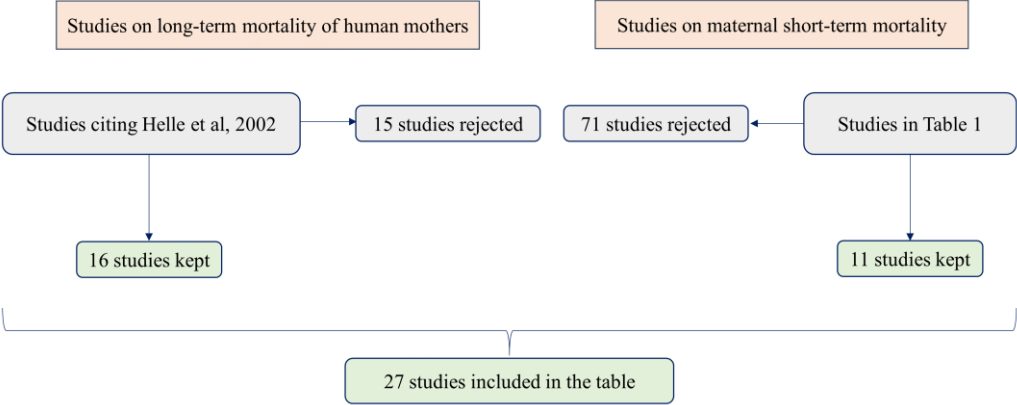 Studies on long-term mortality of human mothers
Studies on maternal short-term mortality
Studies citing Helle et al, 2002
15 studies rejected
71 studies rejected
Studies in Table 1
16 studies kept
11 studies kept
27 studies included in the table